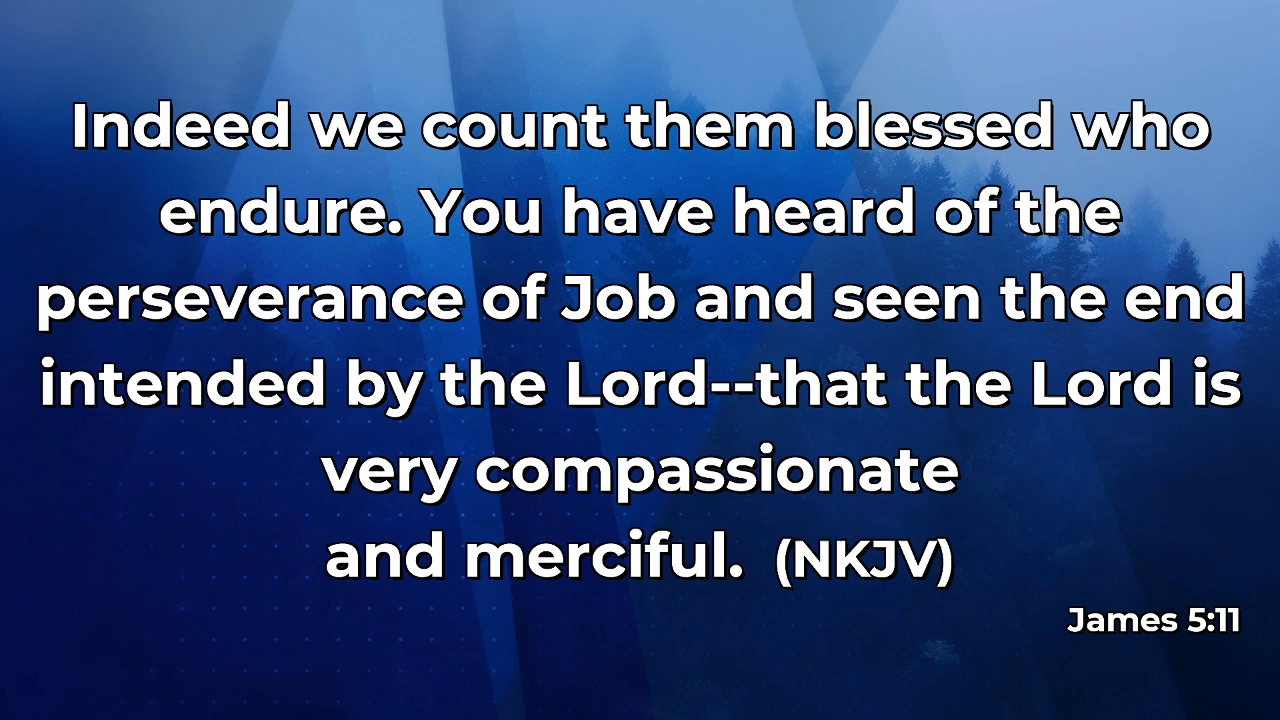 Indeed we count them blessed who
endure. You have heard of the
perseverance of Job and seen the end
intended by the Lord--that the Lord is
very compassionate
and merciful. (NKJV)
James 5:11